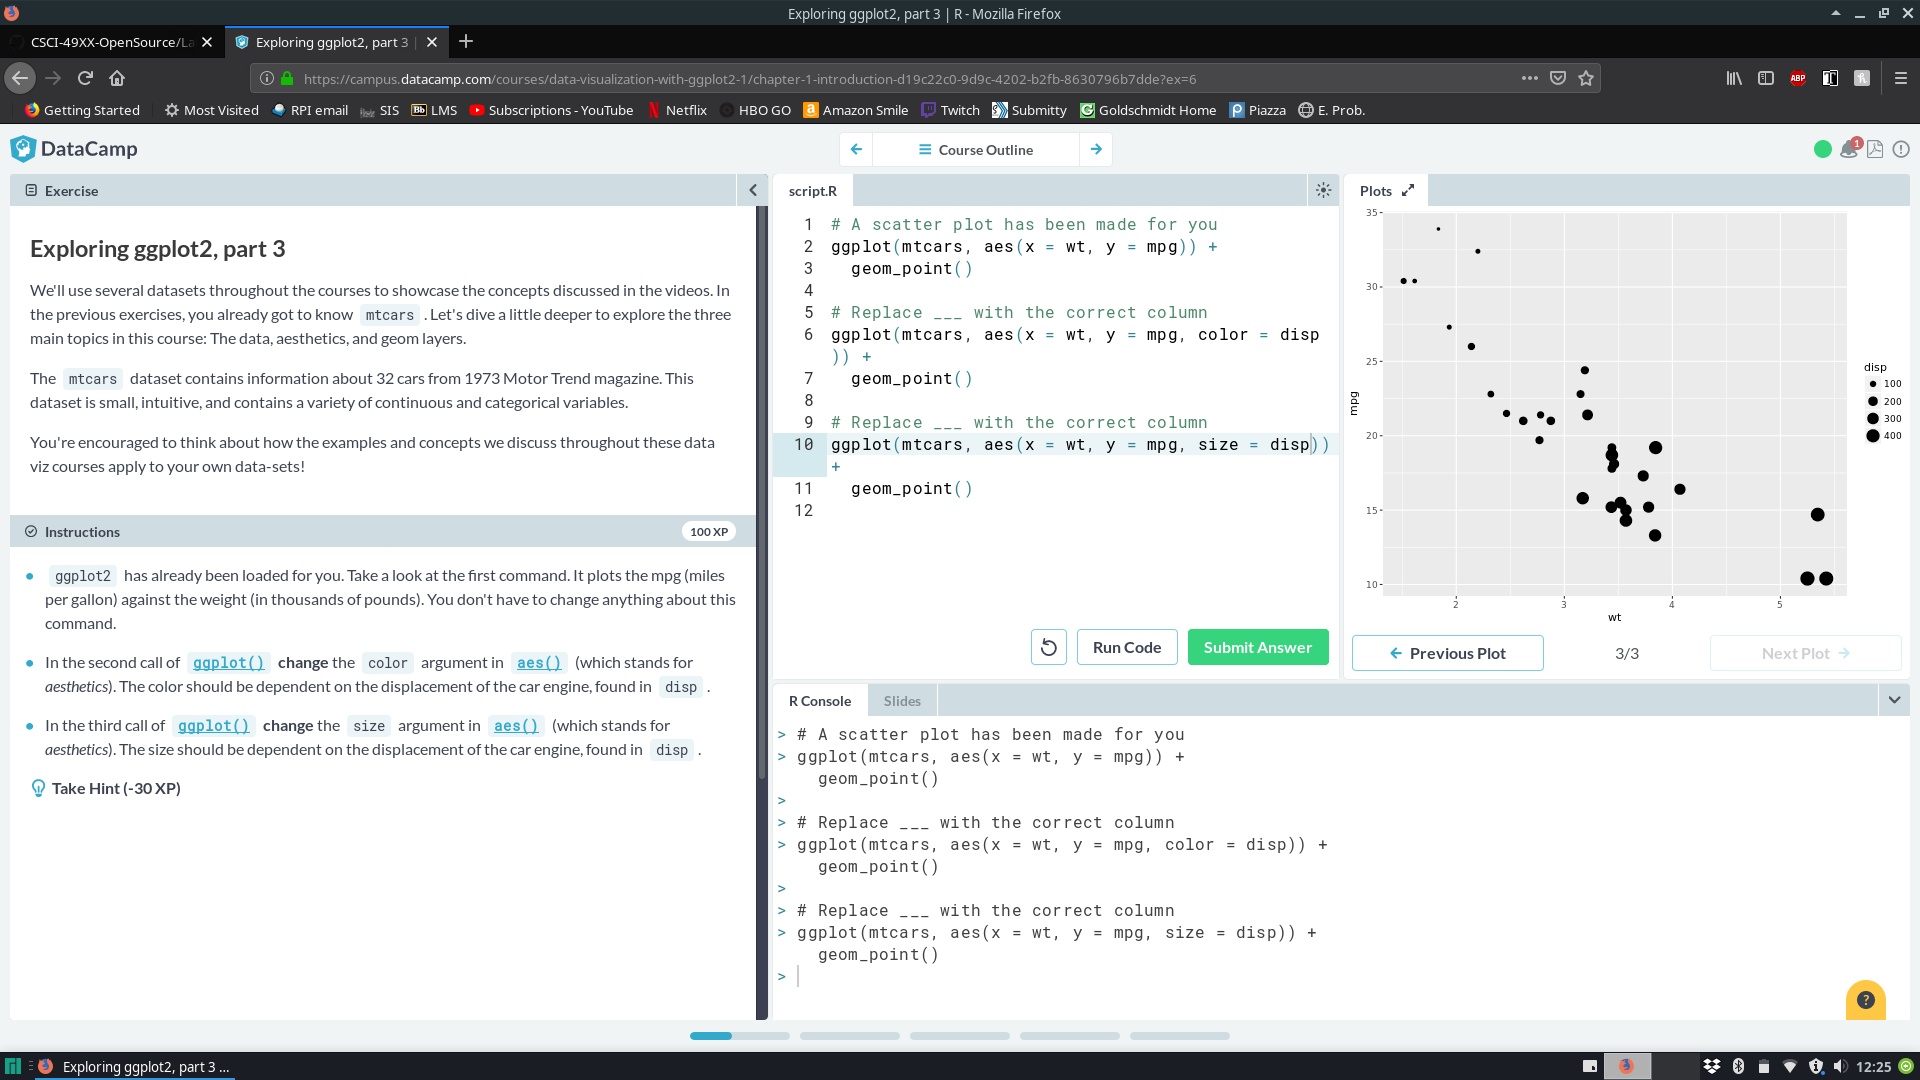 Exploring ggplot2, part 3 | R - Mozilla Firefox
CSCI-49XX-OpenSource/La
Exploring ggplot2, part 3 |
https://campus.datacamp.com/courses/data-visualization-with-ggplot2-1/chapter-1-introduction-d19c22c0-9d9c-4202-b2fb-8630796b7dde?ex=6
ABP
Getting Started
Most Visited
RPI email
SIS
Bb LMS
Subscriptions - YouTube
Netflix
HBO GO
Amazon Smile
Twitch
Submitty
Goldschmidt Home
Piazza
E. Prob.
DataCamp
Course Outline
1
Exercise
Exploring ggplot2, part 3
We'll use several datasets throughout the courses to showcase the concepts discussed in the videos. In
the previous exercises, you already got to know mtcars . Let's dive a little deeper to explore the three
main topics in this course: The data, aesthetics, and geom layers.
The mtcars dataset contains information about 32 cars from 1973 Motor Trend magazine. This
dataset is small, intuitive, and contains a variety of continuous and categorical variables.
You're encouraged to think about how the examples and concepts we discuss throughout these data
viz courses apply to your own data-sets!
Instructions
100 XP
ggplot2 has already been loaded for you. Take a look at the first command. It plots the mpg (miles
per gallon) against the weight (in thousands of pounds). You don't have to change anything about this
command.
In the second call of ggplot() change the color argument in aes() (which stands for
aesthetics). The color should be dependent on the displacement of the car engine, found in disp .
In the third call of ggplot() change the size argument in aes() (which stands for
aesthetics). The size should be dependent on the displacement of the car engine, found in disp .
Take Hint (-30 XP)
script.R
1 # A scatter plot has been made for you
2 ggplot(mtcars, aes(x = wt, y = mpg)) +
3 geom_point()
4
5 # Replace ___ with the correct column
6 ggplot(mtcars, aes(x = wt, y = mpg, color = disp
)) +
7 geom_point()
8
9 # Replace ___ with the correct column
10 ggplot(mtcars, aes(x = wt, y = mpg, size = disp))
+
11 geom_point()
12
Run Code
Submit Answer
Plots
35
30
25
20
15
10
mpg
2 3 4 5
wt
disp
100
200
300
400
Previous Plot
3/3
Next Plot
R Console
Slides
> # A scatter plot has been made for you
> ggplot(mtcars, aes(x = wt, y = mpg)) +
geom_point()
>
> # Replace ___ with the correct column
> ggplot(mtcars, aes(x = wt, y = mpg, color = disp)) +
geom_point()
>
> # Replace ___ with the correct column
> ggplot(mtcars, aes(x = wt, y = mpg, size = disp)) +
geom_point()
>
?
Exploring ggplot2, part 3 ...
12:25